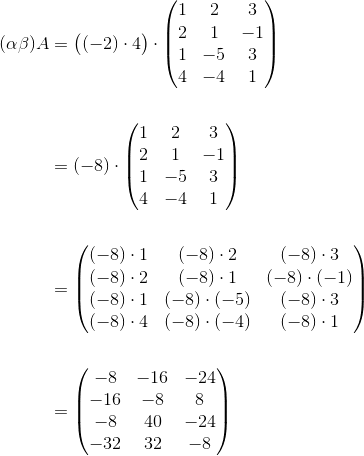 (αβ)A = ((−2) · 4) · 
1 2 3
2 1 −1
1 −5 3
4 −4 1
= (−8) · 
1 2 3
2 1 −1
1 −5 3
4 −4 1
=
(−8) · 1 (−8) · 2 (−8) · 3
(−8) · 2 (−8) · 1 (−8) · (−1)
(−8) · 1 (−8) · (−5) (−8) · 3
(−8) · 4 (−8) · (−4) (−8) · 1
=
−8 −16 −24
−16 −8 8
−8 40 −24
−32 32 −8